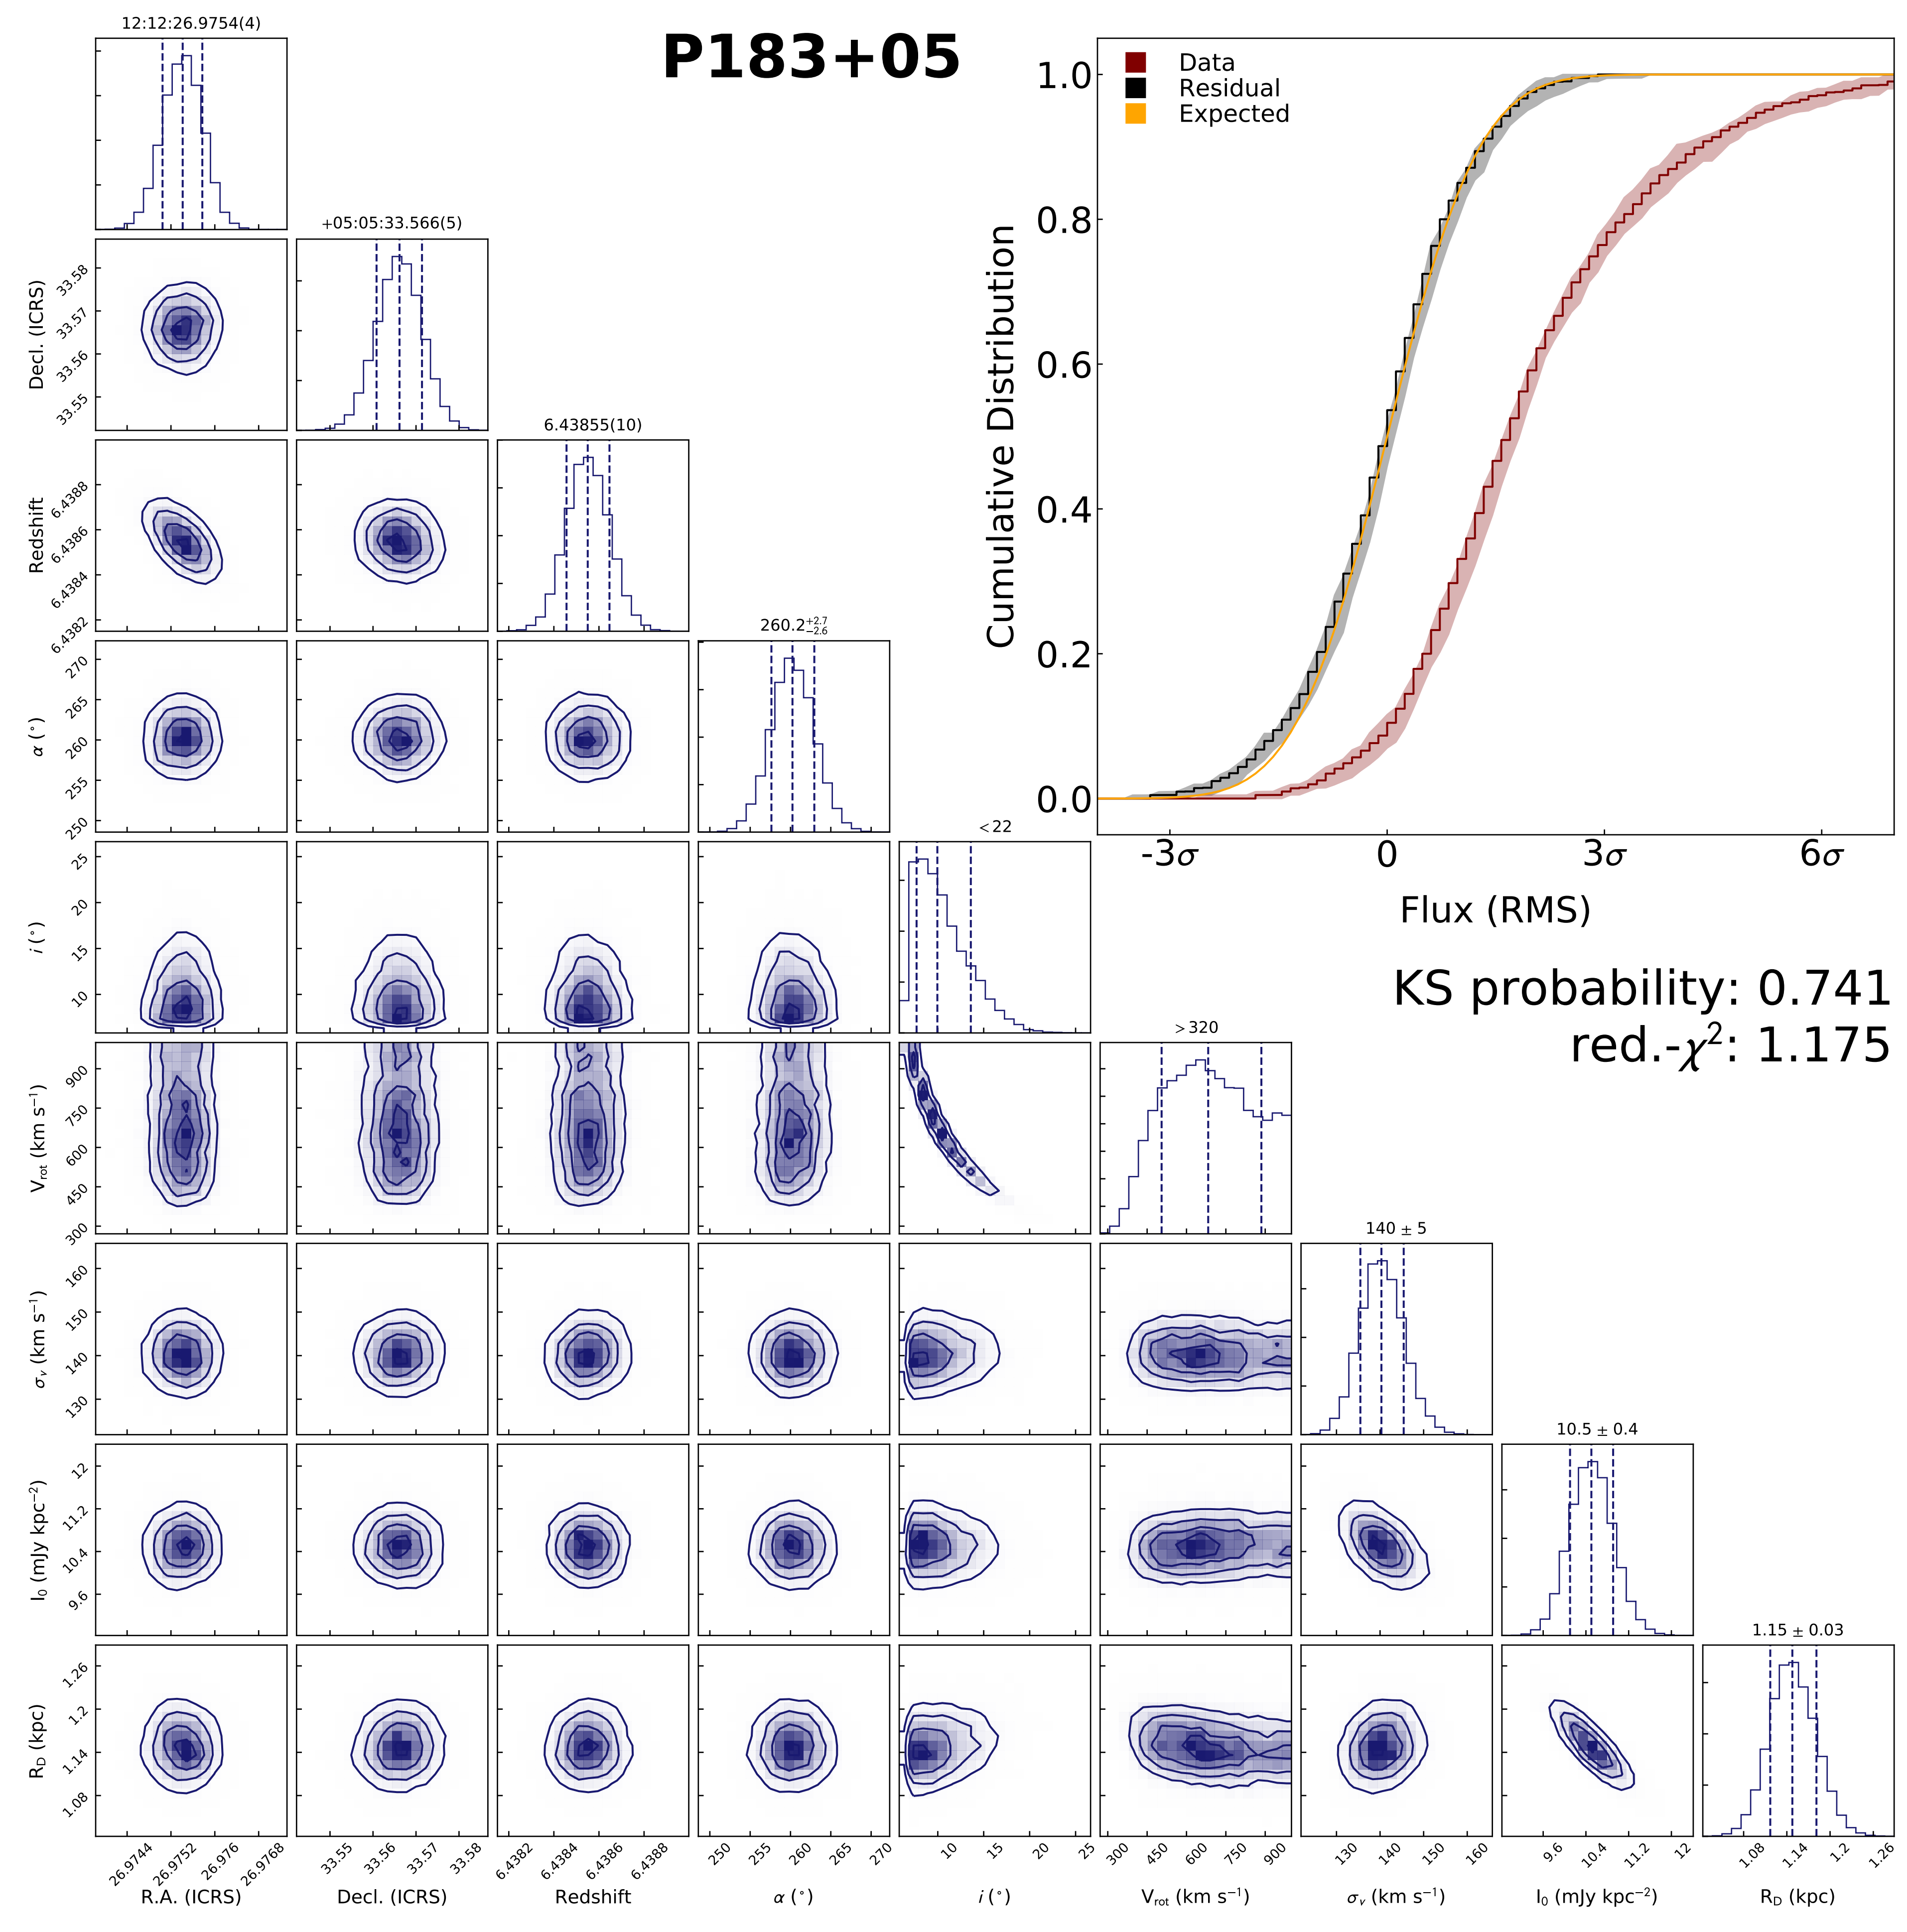 12:12:26.9754(4)
P183+05
Data
Residual
Expected
1.0
0.8
0.6
0.4
0.2
0.0
Cumulative Distribution
-3σ 0 3σ 6σ
Flux (RMS)
KS probability: 0.741
red.-χ²: 1.175
+05:05:33.566(5)
Decl. (ICRS)
33.58
33.57
33.56
33.55
6.43855(10)
Redshift
6.4388
6.4386
6.4384
6.4382
260.2 +2.7 −2.6
α (°)
270
265
260
255
250
<22
i (°)
25
20
15
10
>320
V_rot (km s⁻¹)
900
750
600
450
300
140 ± 5
σ_v (km s⁻¹)
160
150
140
130
10.5 ± 0.4
I₀ (mJy kpc⁻²)
12
11.2
10.4
9.6
1.15 ± 0.03
R_D (kpc)
1.26
1.2
1.14
1.08
26.9744 26.9752 26.976 26.9768
33.55 33.56 33.57 33.58
6.4382 6.4384 6.4386 6.4388
250 255 260 265 270
10 15 20 25
300 450 600 750 900
130 140 150 160
9.6 10.4 11.2 12
1.08 1.14 1.2 1.26
R.A. (ICRS) Decl. (ICRS) Redshift α (°) i (°) V_rot (km s⁻¹) σ_v (km s⁻¹) I₀ (mJy kpc⁻²) R_D (kpc)